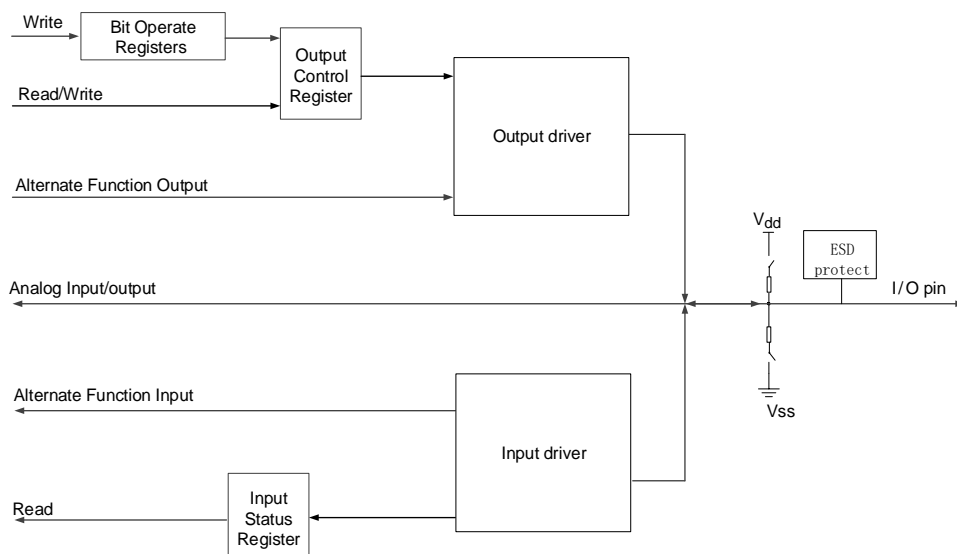 Write
Bit Operate
Registers
Output
Control
Register
Read/Write
Output driver
Alternate Function Output
Vdd
ESD
protect
Analog Input/output
I/O pin
Alternate Function Input
Vss
Input driver
Input
Status
Register
Read